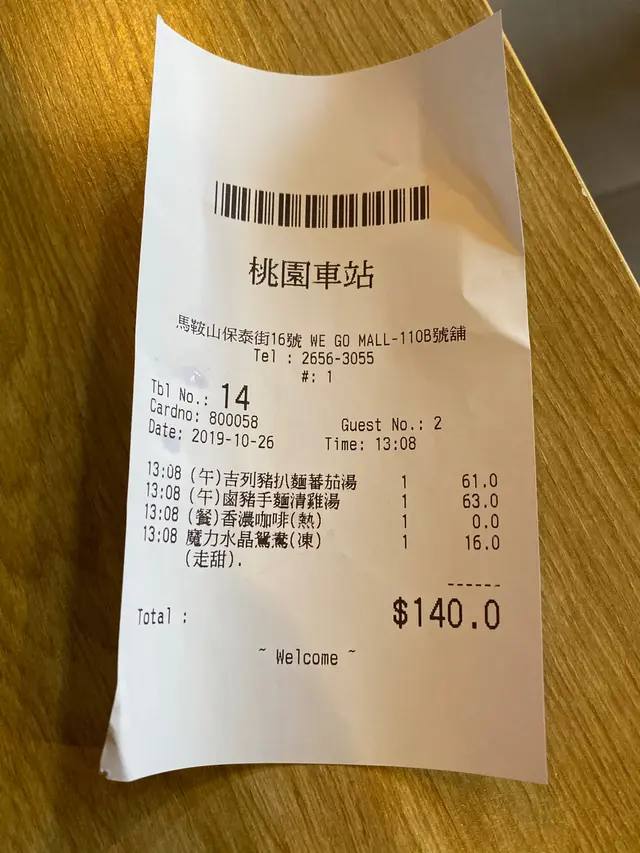 桃園車站
馬鞍山保泰街16號 WE GO MALL-110B號舖
Tel : 2656-3055
#: 1
Tbl No.: 14
Cardno: 800058 Guest No.: 2
Date: 2019-10-26 Time: 13:08
13:08 (午)吉列豬扒麵蕃茄湯 1 61.0
13:08 (午)鹵豬手麵清雞湯 1 63.0
13:08 (餐)香濃咖啡(熱) 1 0.0
13:08 魔力水晶鴛鴦(凍) 1 16.0
(走甜).
------
Total : $140.0
~ Welcome ~